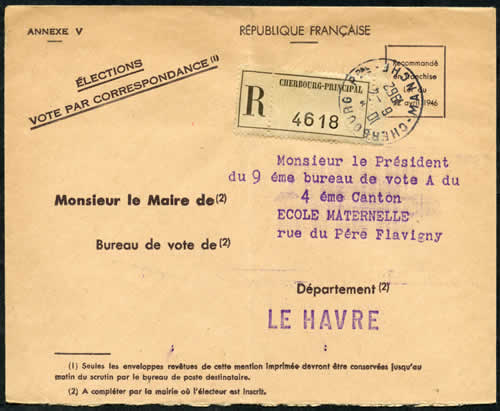 ANNEXE V
RÉPUBLIQUE FRANÇAISE
ÉLECTIONS
VOTE PAR CORRESPONDANCE (1)
Recommandé
en franchise
1946
CHERBOURG-PRINCIPAL
R
4618
CHERBOURG PPAL
MANCHE
Monsieur le Président
du 9 éme bureau de vote A du
4 éme Canton
ECOLE MATERNELLE
rue du Péré Flavigny
Monsieur le Maire de (2)
Bureau de vote de (2)
Département (2)
LE HAVRE
(1) Seules les enveloppes revêtues de cette mention imprimée devront être conservées jusqu'au
matin du scrutin par le bureau de poste destinataire.
(2) A compléter par la mairie où l'électeur est inscrit.